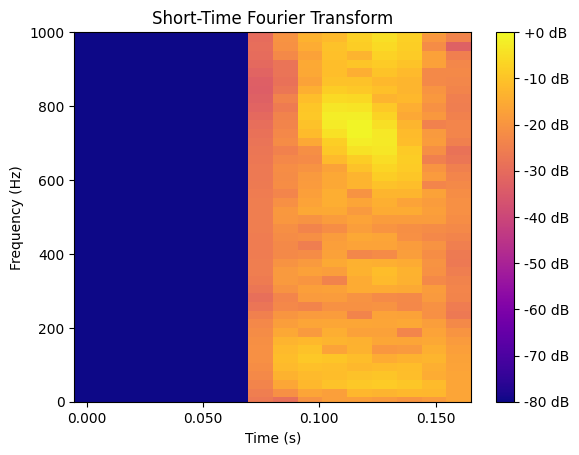 Short-Time Fourier Transform
Frequency (Hz)
1000
800
600
400
200
0
0.000
0.050
0.100
0.150
Time (s)
+0 dB
-10 dB
-20 dB
-30 dB
-40 dB
-50 dB
-60 dB
-70 dB
-80 dB